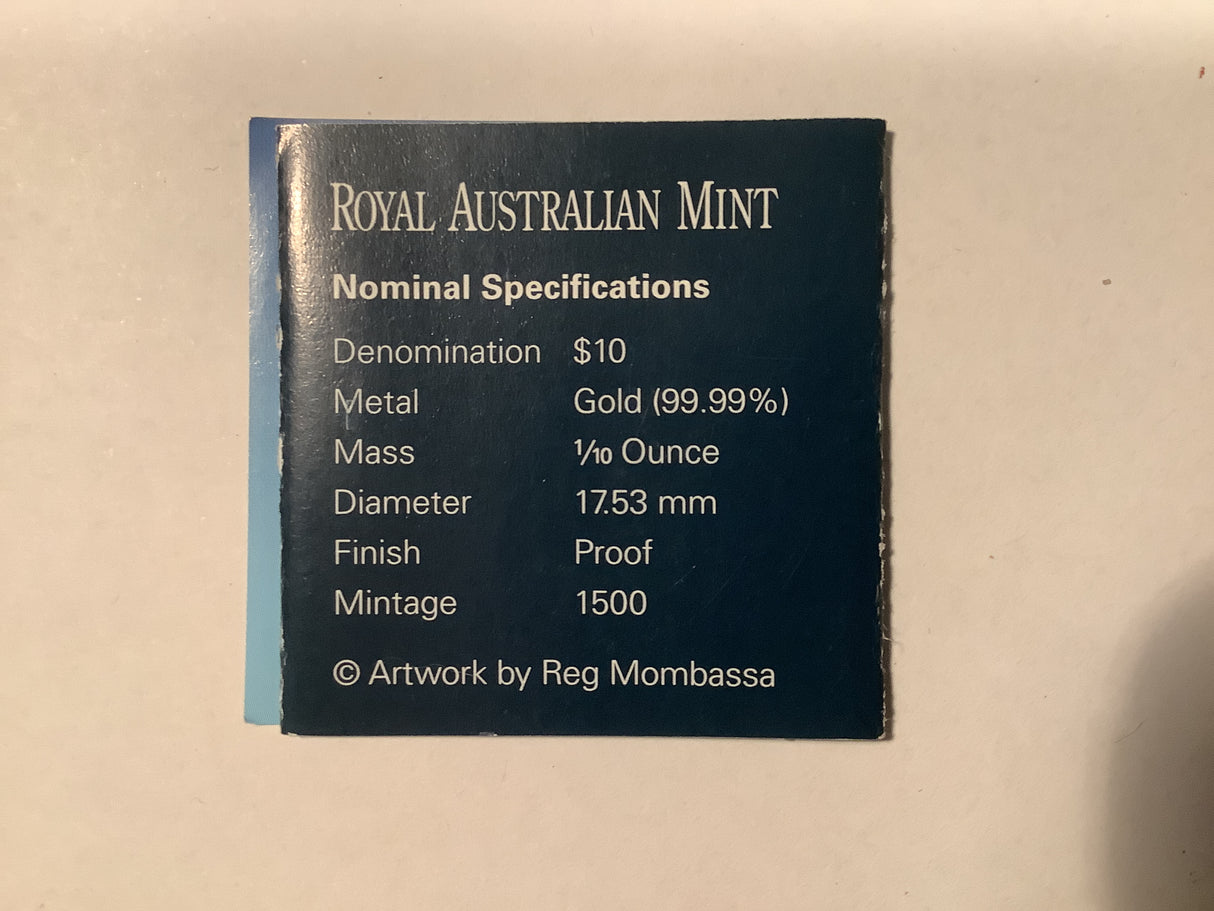 ROYAL AUSTRALIAN MINT
Nominal Specifications
Denomination $10
Metal Gold (99.99%)
Mass 1/10 Ounce
Diameter 17.53 mm
Finish Proof
Mintage 1500
© Artwork by Reg Mombassa